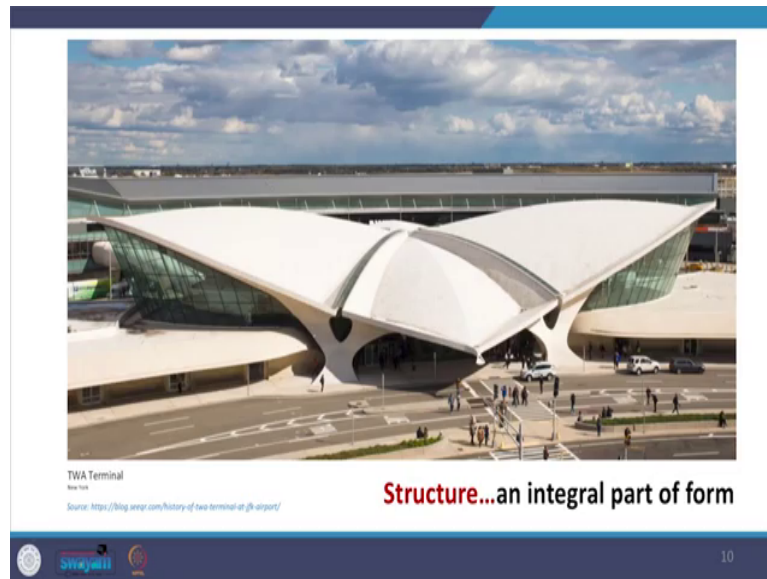 TWA Terminal
New York
Source: https://blog.seeqr.com/history-of-twa-terminal-at-jfk-airport/
Structure...an integral part of form
swayam
10